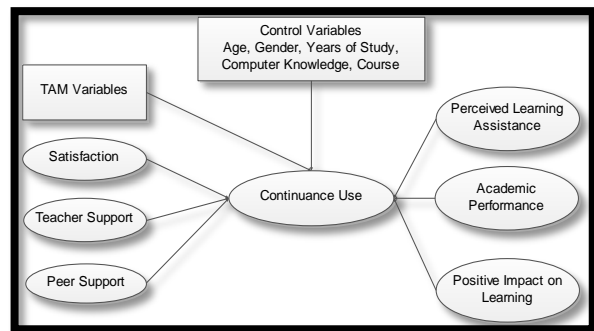 Control Variables
Age, Gender, Years of Study,
Computer Knowledge, Course
TAM Variables
Satisfaction
Teacher Support
Peer Support
Continuance Use
Perceived Learning
Assistance
Academic
Performance
Positive Impact on
Learning